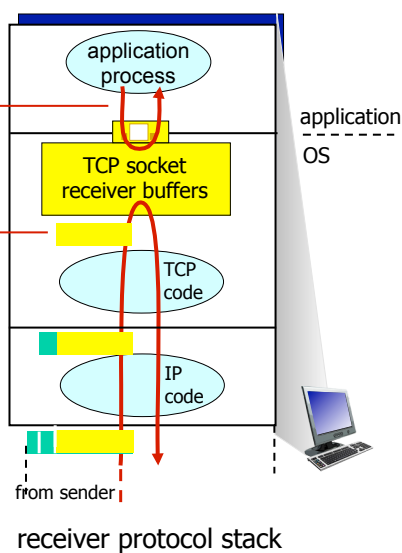 application
process
application
OS
TCP socket
receiver buffers
TCP
code
IP
code
from sender
receiver protocol stack